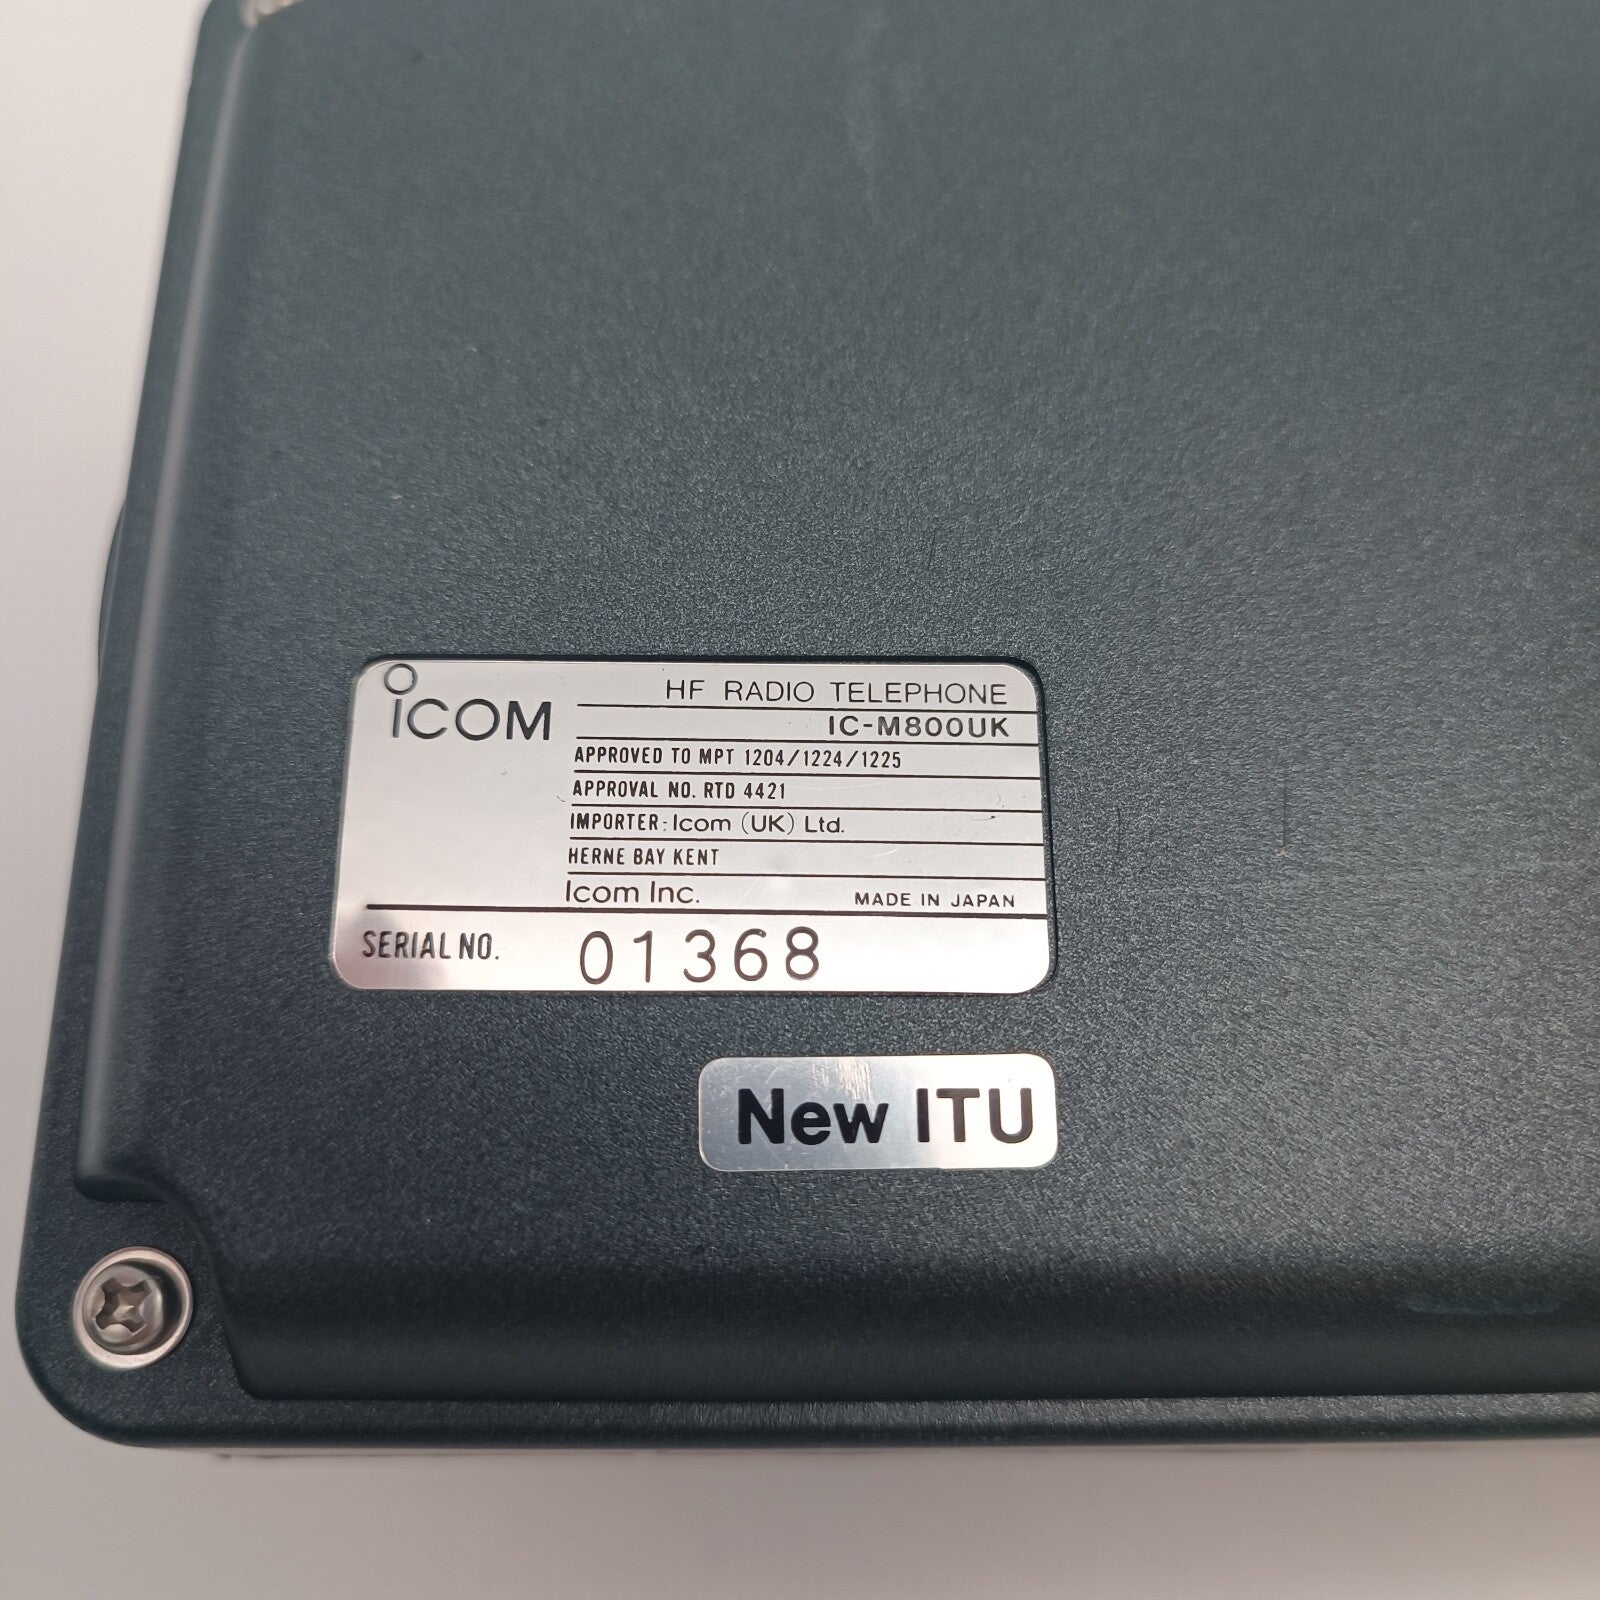 ICOM
HF RADIO TELEPHONE
IC-M800UK
APPROVED TO MPT 1204/1224/1225
APPROVAL NO. RTD 4421
IMPORTER: Icom (UK) Ltd.
HERNE BAY KENT
Icom Inc. MADE IN JAPAN
SERIAL NO. 01368
New ITU